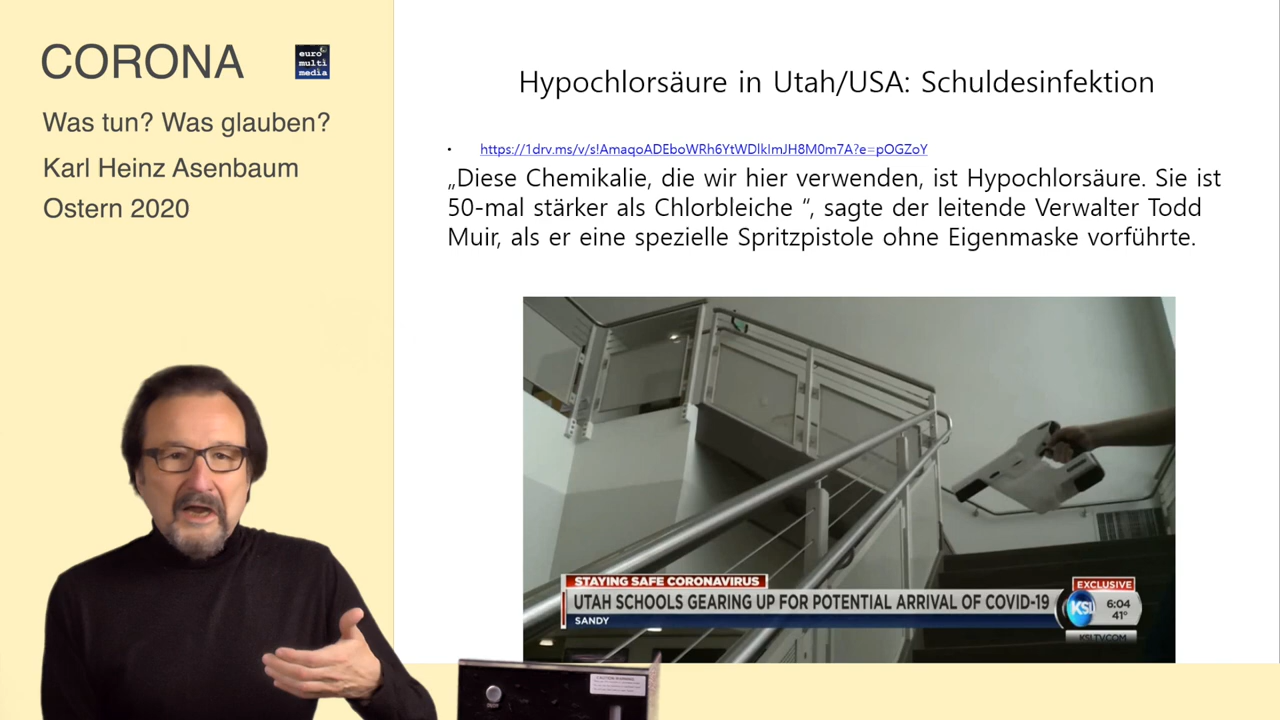 CORONA
euro
multi
media
Was tun? Was glauben?
Karl Heinz Asenbaum
Ostern 2020
Hypochlorsäure in Utah/USA: Schuldesinfektion
• https://1drv.ms/v/s!AmaqoADEboWRh6YtWDlkImJH8M0m7A?e=pOGZoY
„Diese Chemikalie, die wir hier verwenden, ist Hypochlorsäure. Sie ist
50-mal stärker als Chlorbleiche “, sagte der leitende Verwalter Todd
Muir, als er eine spezielle Spritzpistole ohne Eigenmaske vorführte.
STAYING SAFE CORONAVIRUS
UTAH SCHOOLS GEARING UP FOR POTENTIAL ARRIVAL OF COVID-19
SANDY
EXCLUSIVE
KSL
6:04
41°
KSLTV.COM